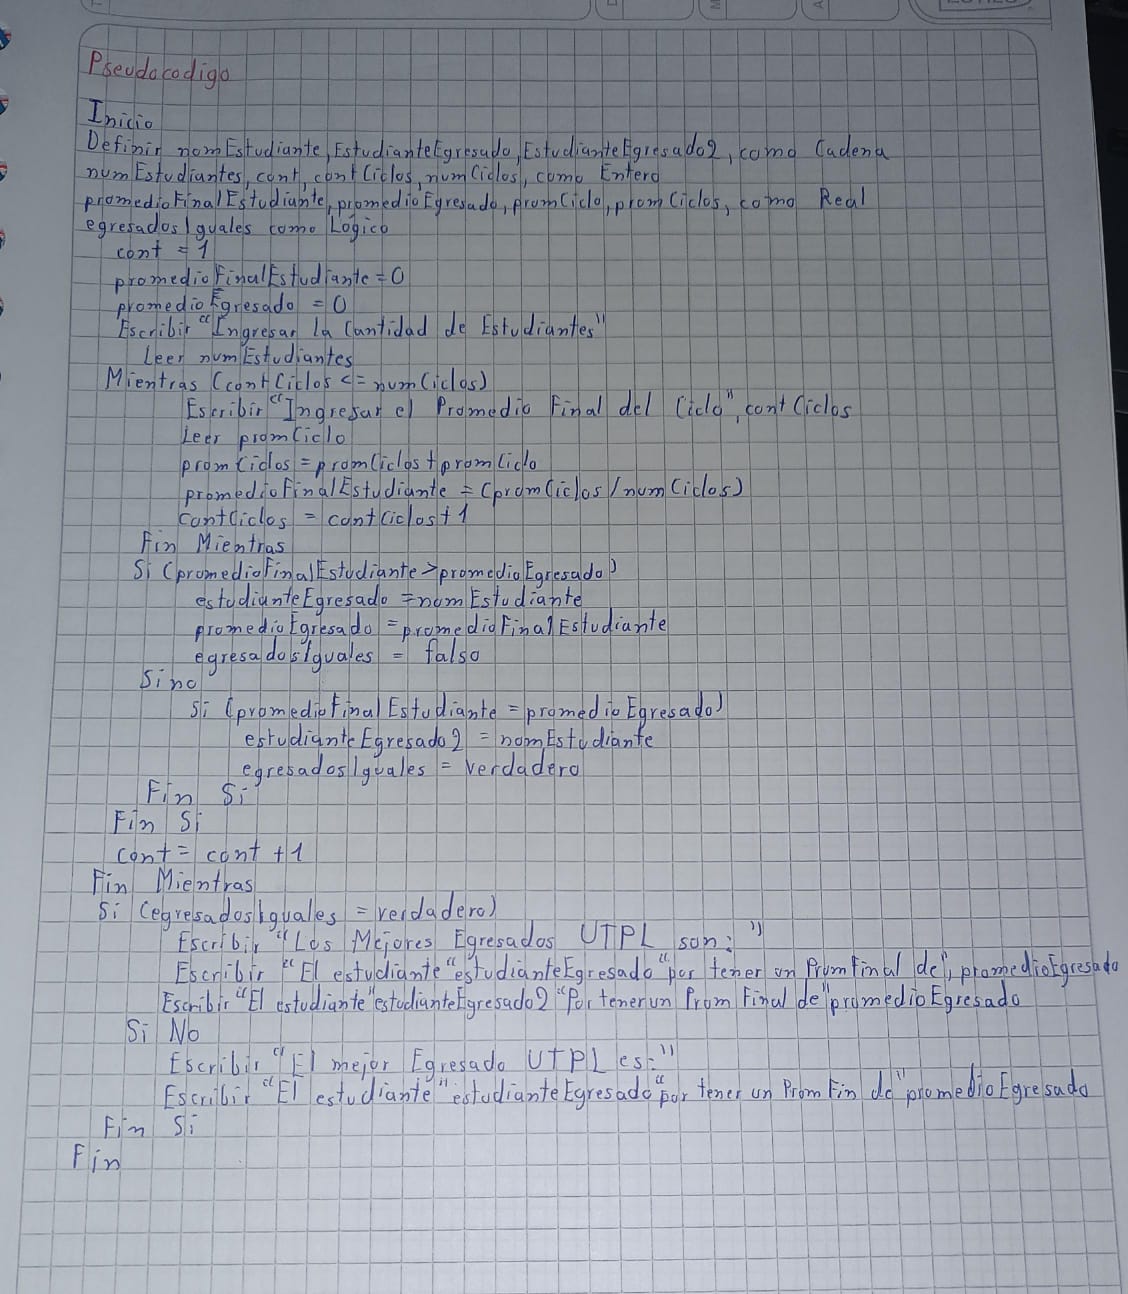 Pseudocodigo
Inicio
Definir nomEstudiante, EstudianteEgresado, EstudianteEgresado2, como Cadena
numEstudiantes, cont, contCiclos, numCiclos, como Entero
promedioFinalEstudiante, promedioEgresado, promCiclo, promCiclos, como Real
egresadosIguales como Lógico
cont = 1
promedioFinalEstudiante = 0
promedioEgresado = 0
Escribir "Ingresar la Cantidad de Estudiantes"
Leer numEstudiantes
Mientras (contCiclos <= numCiclos)
Escribir "Ingresar el Promedio Final del Ciclo", contCiclos
Leer promCiclo
promCiclos = promCiclos + promCiclo
promedioFinalEstudiante = (promCiclos / numCiclos)
contCiclos = contCiclos + 1
Fin Mientras
Si (promedioFinalEstudiante > promedioEgresado)
estudianteEgresado = nomEstudiante
promedioEgresado = promedioFinalEstudiante
egresadosIguales = falso
Sino
Si (promedioFinalEstudiante = promedioEgresado)
estudianteEgresado2 = nomEstudiante
egresadosIguales = verdadero
Fin Si
Fin Si
cont = cont + 1
Fin Mientras
Si (egresadosIguales = verdadero)
Escribir "Los Mejores Egresados UTPL son: "
Escribir "El estudiante "estudianteEgresado "por tener un Prom Final de", promedioEgresado
Escribir "El estudiante "estudianteEgresado2 "Por tener un Prom Final de "promedioEgresado
Si No
Escribir "El mejor Egresado UTPL es: "
Escribir "El estudiante" estudianteEgresado "por tener un Prom Fin de" promedioEgresado
Fin Si
Fin